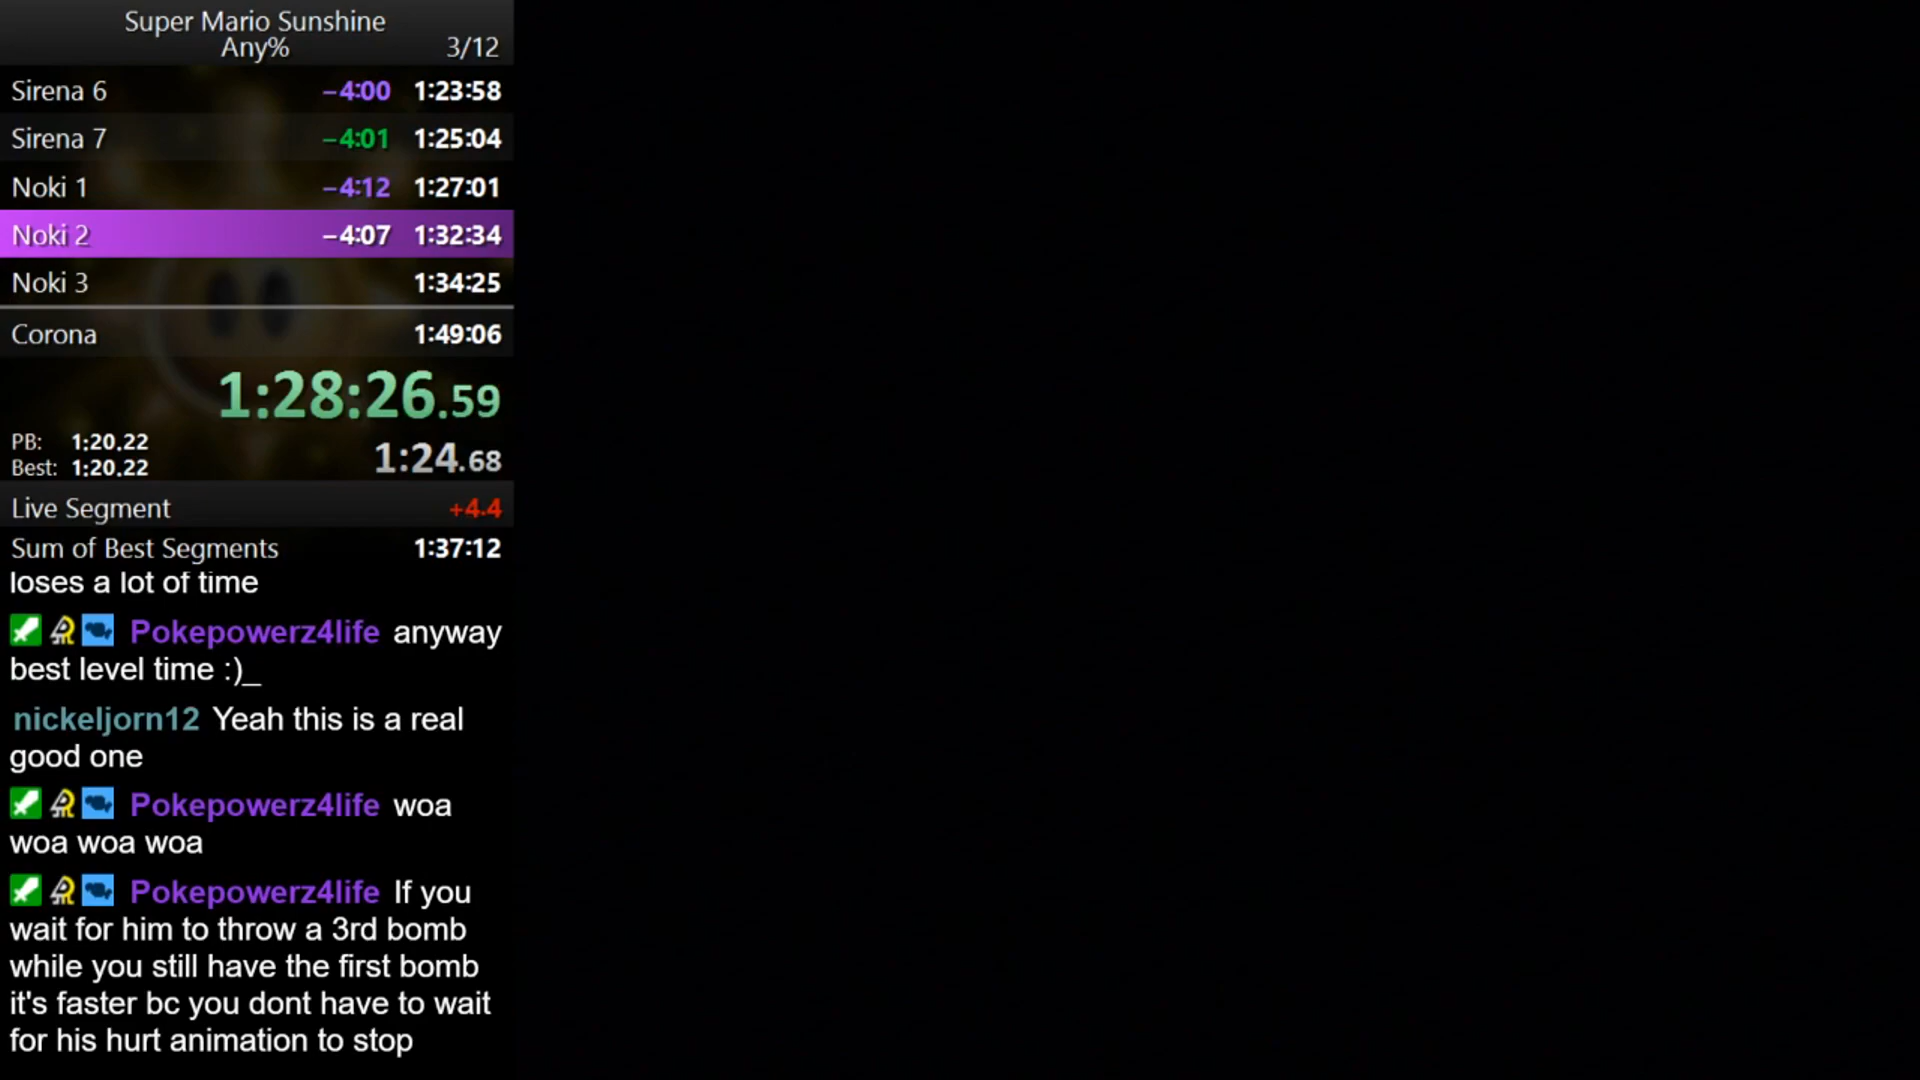 Super Mario Sunshine
Any% 3/12
Sirena 6 −4:00 1:23:58
Sirena 7 −4:01 1:25:04
Noki 1 −4:12 1:27:01
Noki 2 −4:07 1:32:34
Noki 3 1:34:25
Corona 1:49:06
1:28:26.59
PB: 1:20.22
Best: 1:20.22
1:24.68
Live Segment +4.4
Sum of Best Segments 1:37:12
loses a lot of time
Pokepowerz4life anyway
best level time :)_
nickeljorn12 Yeah this is a real
good one
Pokepowerz4life woa
woa woa woa
Pokepowerz4life If you
wait for him to throw a 3rd bomb
while you still have the first bomb
it's faster bc you dont have to wait
for his hurt animation to stop